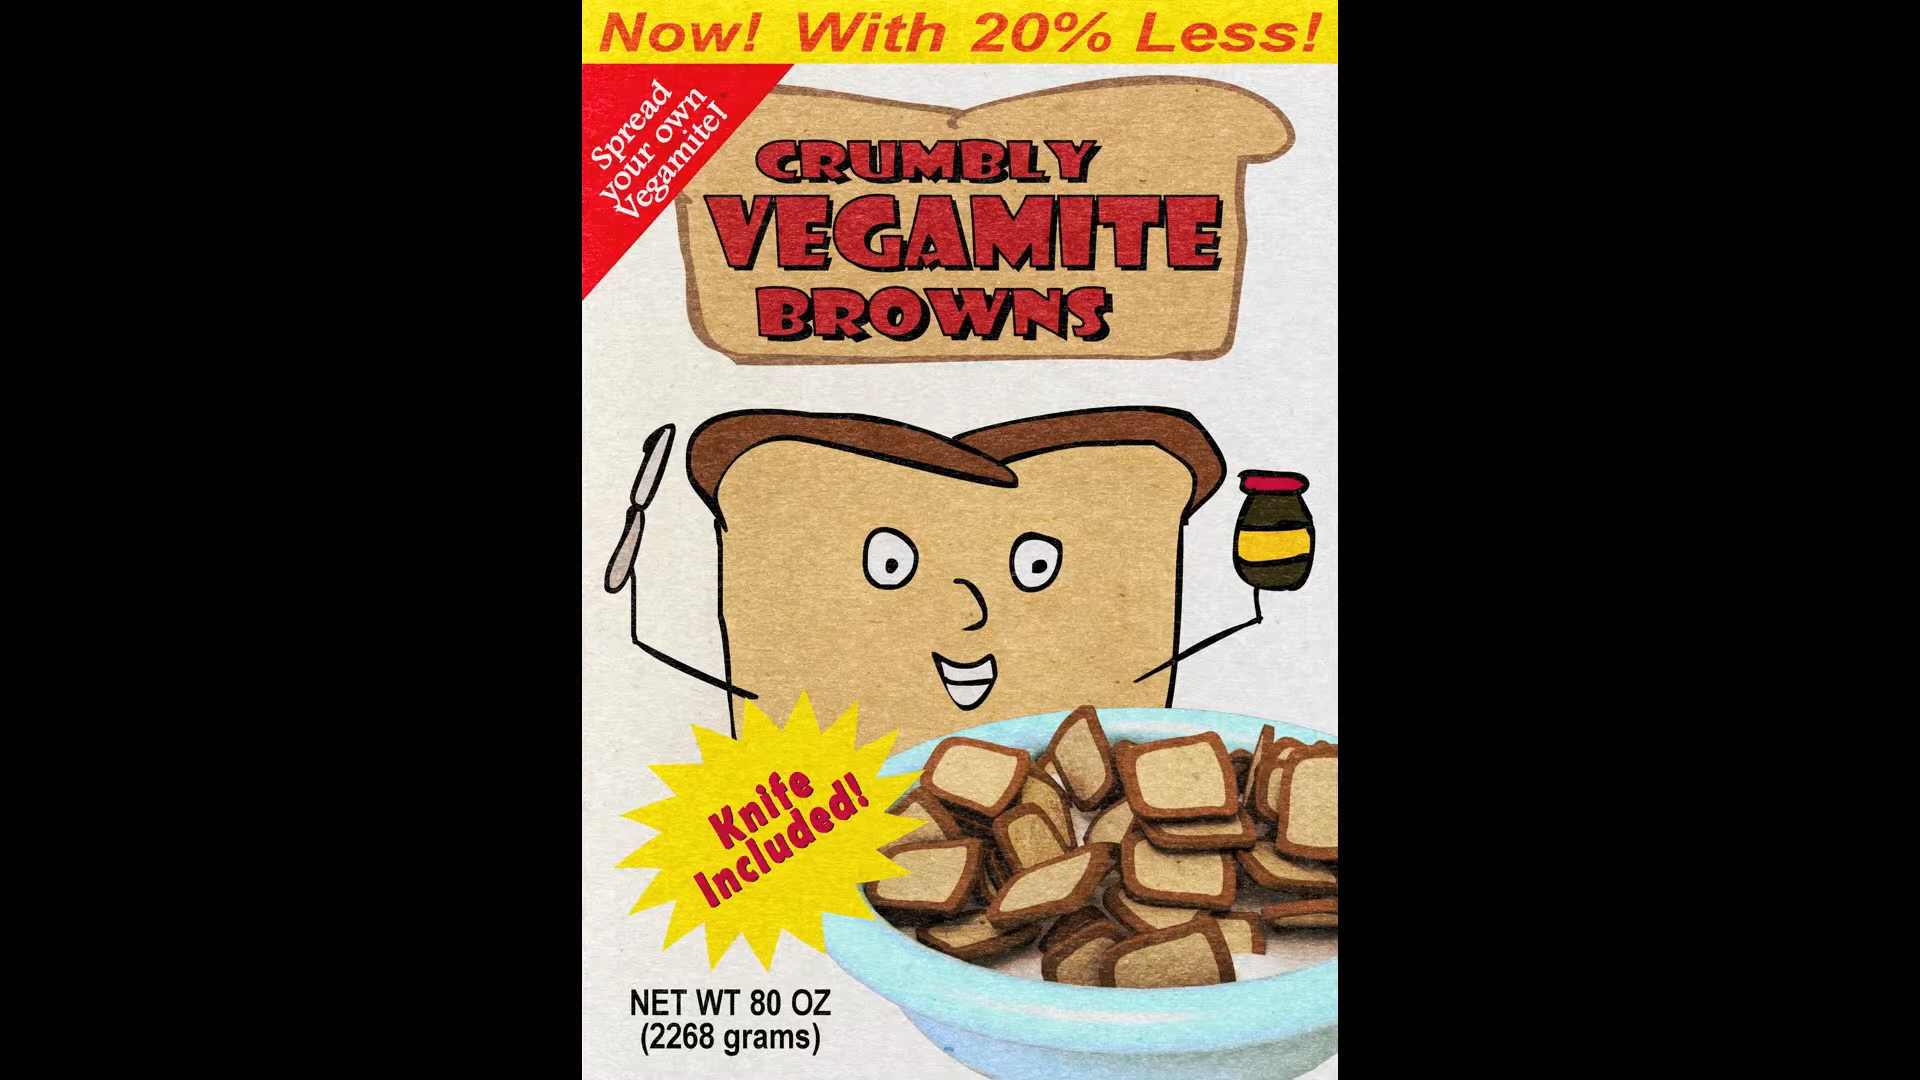 Now! With 20% Less!
Spread
your own
Vegamite!
CRUMBLY
VEGAMITE
BROWNS
Knife
Included!
NET WT 80 OZ
(2268 grams)